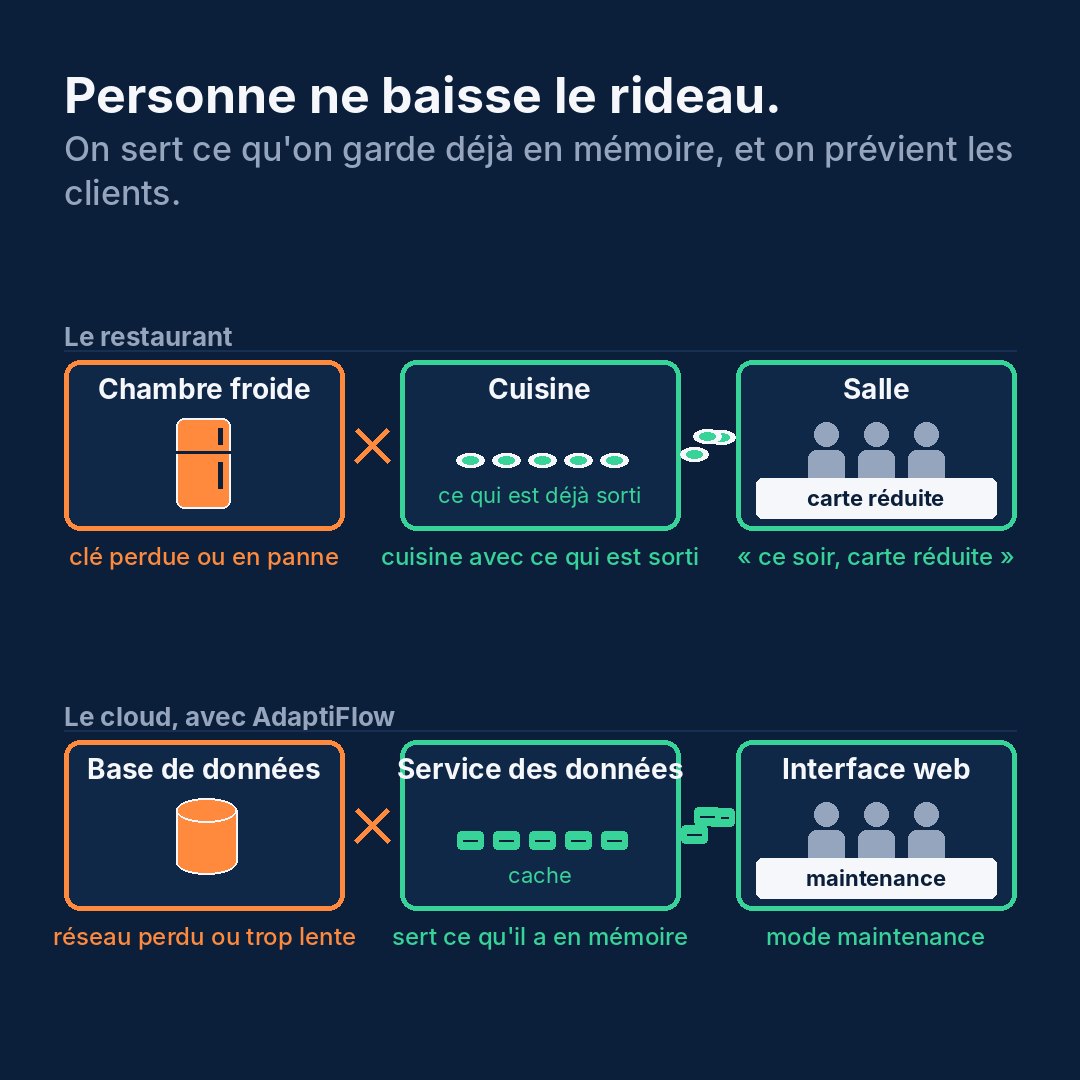 Personne ne baisse le rideau.
On sert ce qu'on garde déjà en mémoire, et on prévient les
clients.
Le restaurant
Chambre froide
Cuisine
Salle
ce qui est déjà sorti
carte réduite
clé perdue ou en panne
cuisine avec ce qui est sorti
« ce soir, carte réduite »
Le cloud, avec AdaptiFlow
Base de données
Service des données
Interface web
cache
maintenance
réseau perdu ou trop lente
sert ce qu'il a en mémoire
mode maintenance